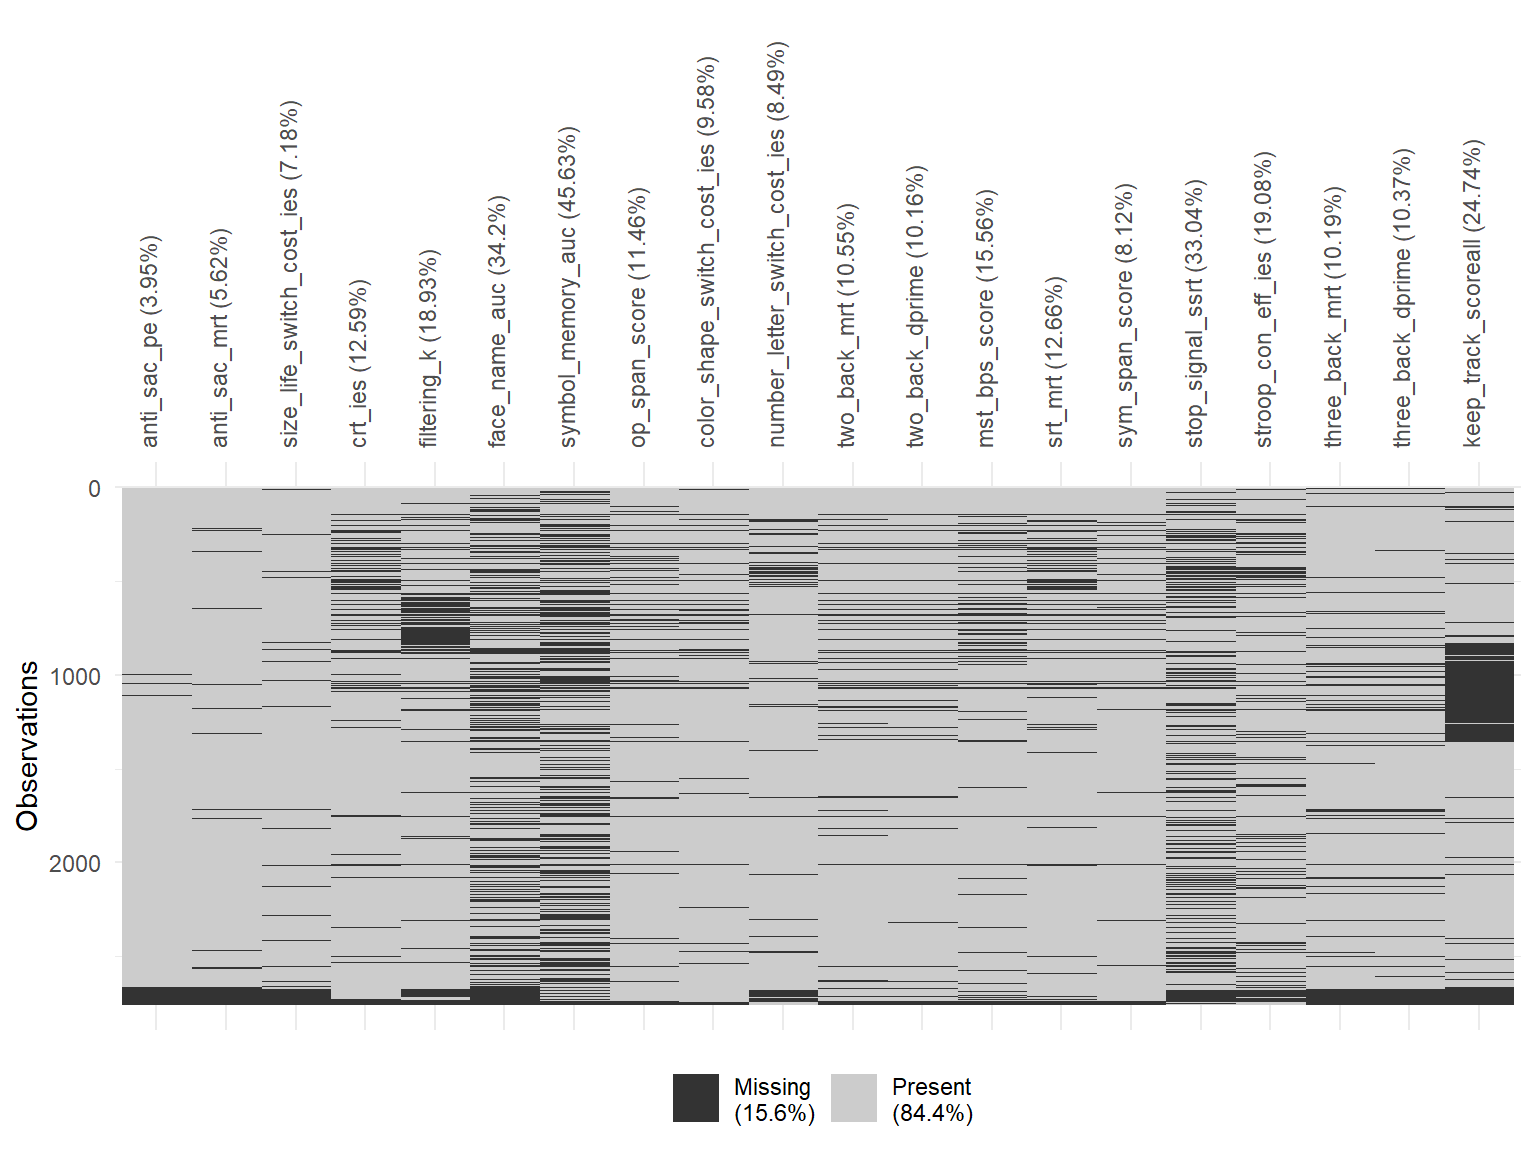 anti_sac_pe (3.95%)
anti_sac_mrt (5.62%)
size_life_switch_cost_ies (7.18%)
crt_ies (12.59%)
filtering_k (18.93%)
face_name_auc (34.2%)
symbol_memory_auc (45.63%)
op_span_score (11.46%)
color_shape_switch_cost_ies (9.58%)
number_letter_switch_cost_ies (8.49%)
two_back_mrt (10.55%)
two_back_dprime (10.16%)
mst_bps_score (15.56%)
srt_mrt (12.66%)
sym_span_score (8.12%)
stop_signal_ssrt (33.04%)
stroop_con_eff_ies (19.08%)
three_back_mrt (10.19%)
three_back_dprime (10.37%)
keep_track_scoreall (24.74%)
Observations
0
1000
2000
Missing
(15.6%)
Present
(84.4%)